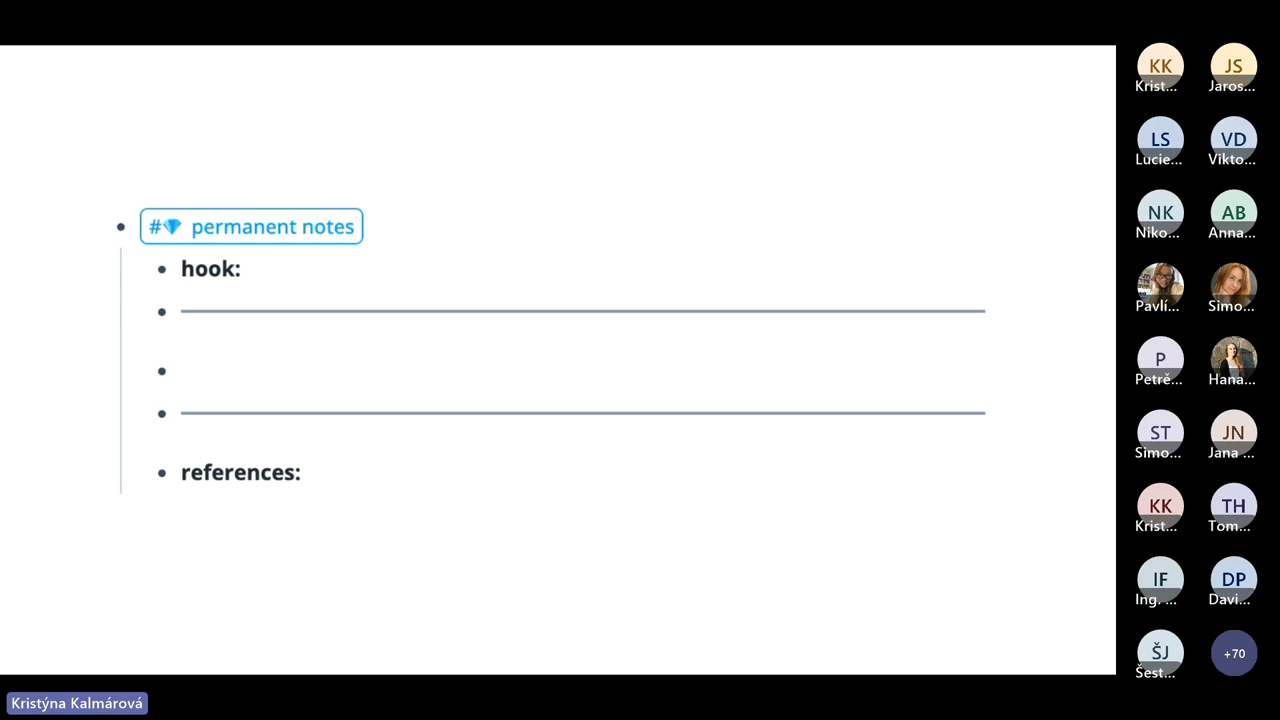 #💎 permanent notes
hook:
references:
KK
Krist...
JS
Jaros...
LS
Lucie...
VD
Vikto...
NK
Niko...
AB
Anna...
Pavlí...
Simo...
P
Petrě...
Hana...
ST
Simo...
JN
Jana ...
KK
Krist...
TH
Tom...
IF
Ing. ...
DP
Davi...
ŠJ
Šest...
+70
Kristýna Kalmárová